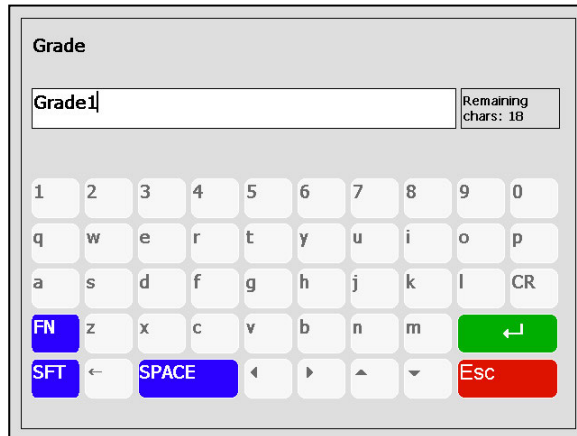 Grade
Grade1
Remaining
chars: 18
1 2 3 4 5 6 7 8 9 0
q w e r t y u i o p
a s d f g h j k l CR
FN z x c v b n m ↵
SFT ← SPACE ◂ ▸ ▴ ▾ Esc